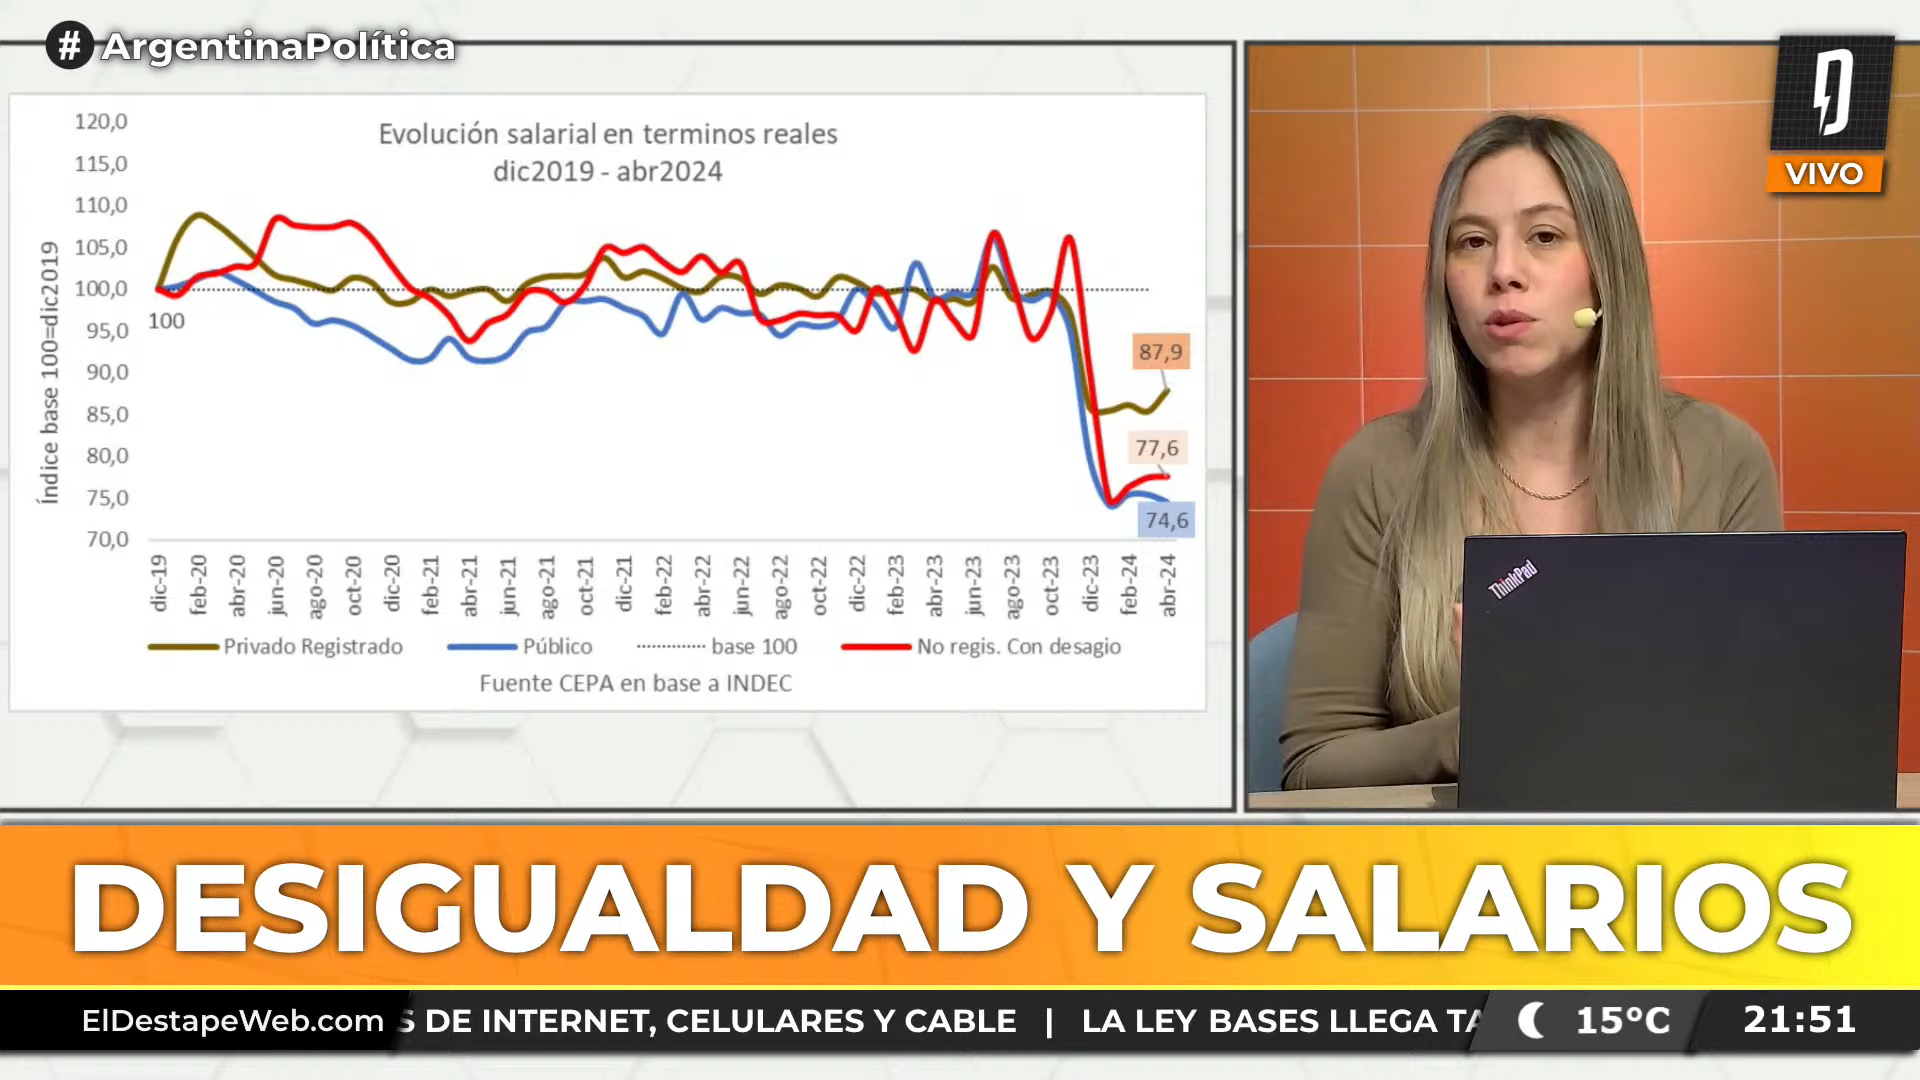 # ArgentinaPolítica
VIVO
Evolución salarial en terminos reales
dic2019 - abr2024
Índice base 100=dic2019
120,0
115,0
110,0
105,0
100,0
95,0
90,0
85,0
80,0
75,0
70,0
100
87,9
77,6
74,6
dic-19
feb-20
abr-20
jun-20
ago-20
oct-20
dic-20
feb-21
abr-21
jun-21
ago-21
oct-21
dic-21
feb-22
abr-22
jun-22
ago-22
oct-22
dic-22
feb-23
abr-23
jun-23
ago-23
oct-23
dic-23
feb-24
abr-24
Privado Registrado
Público
base 100
No regis. Con desagio
Fuente CEPA en base a INDEC
ThinkPad
DESIGUALDAD Y SALARIOS
ElDestapeWeb.com
S DE INTERNET, CELULARES Y CABLE | LA LEY BASES LLEGA TA
15°C
21:51